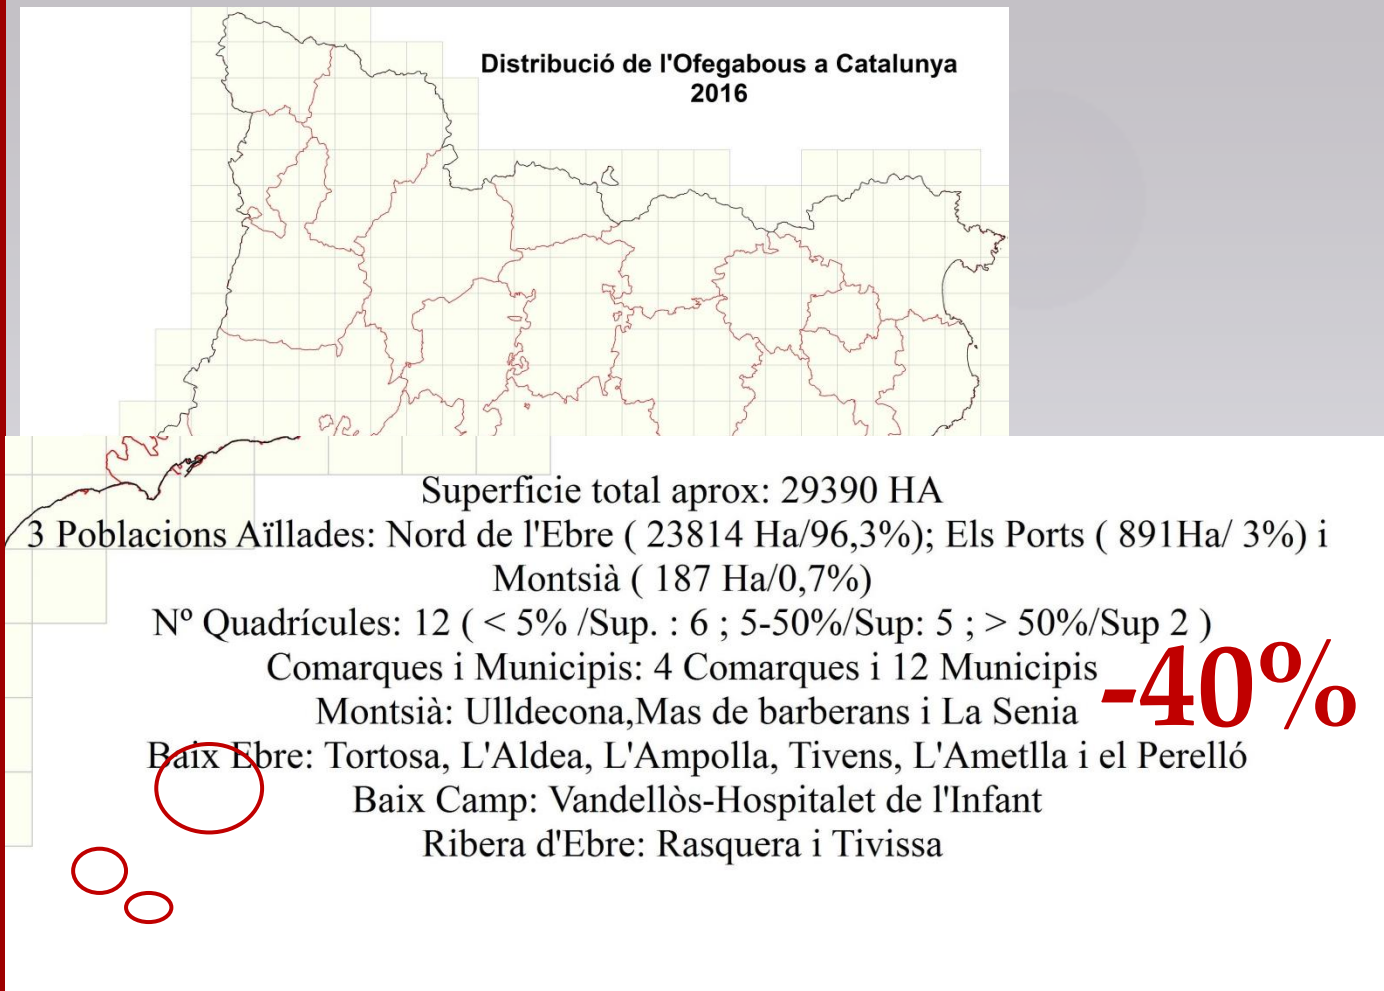 Distribució de l'Ofegabous a Catalunya
2016
Superficie total aprox: 29390 HA
3 Poblacions Aïllades: Nord de l'Ebre ( 23814 Ha/96,3%); Els Ports ( 891Ha/ 3%) i
Montsià ( 187 Ha/0,7%)
Nº Quadrícules: 12 ( < 5% /Sup. : 6 ; 5-50%/Sup: 5 ; > 50%/Sup 2 )
Comarques i Municipis: 4 Comarques i 12 Municipis
-40%
Montsià: Ulldecona,Mas de barberans i La Senia
Baix Ebre: Tortosa, L'Aldea, L'Ampolla, Tivens, L'Ametlla i el Perelló
Baix Camp: Vandellòs-Hospitalet de l'Infant
Ribera d'Ebre: Rasquera i Tivissa